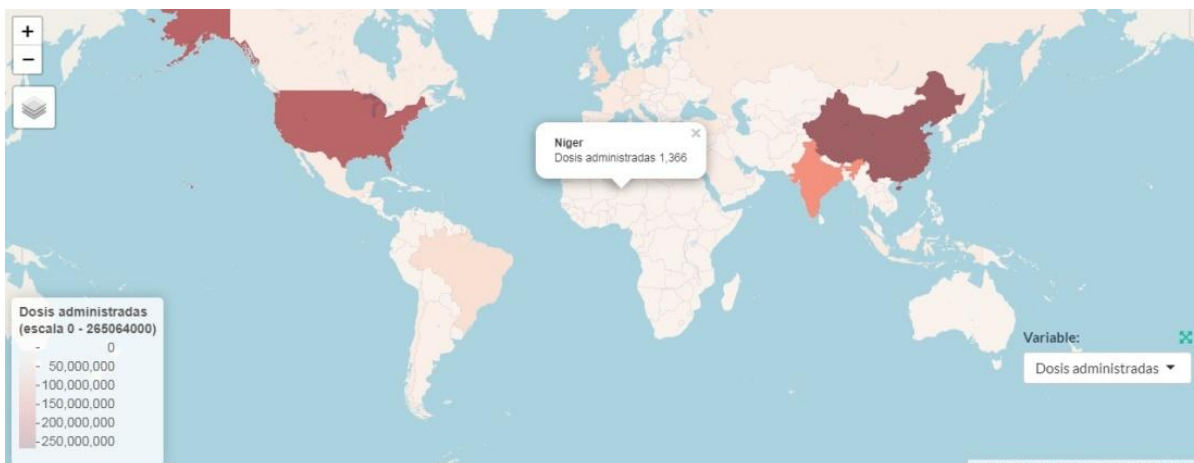 +
−
×
Niger
Dosis administradas 1,366
Dosis administradas
(escala 0 - 265064000)
- 0
- 50,000,000
- 100,000,000
- 150,000,000
- 200,000,000
- 250,000,000
Variable:
Dosis administradas